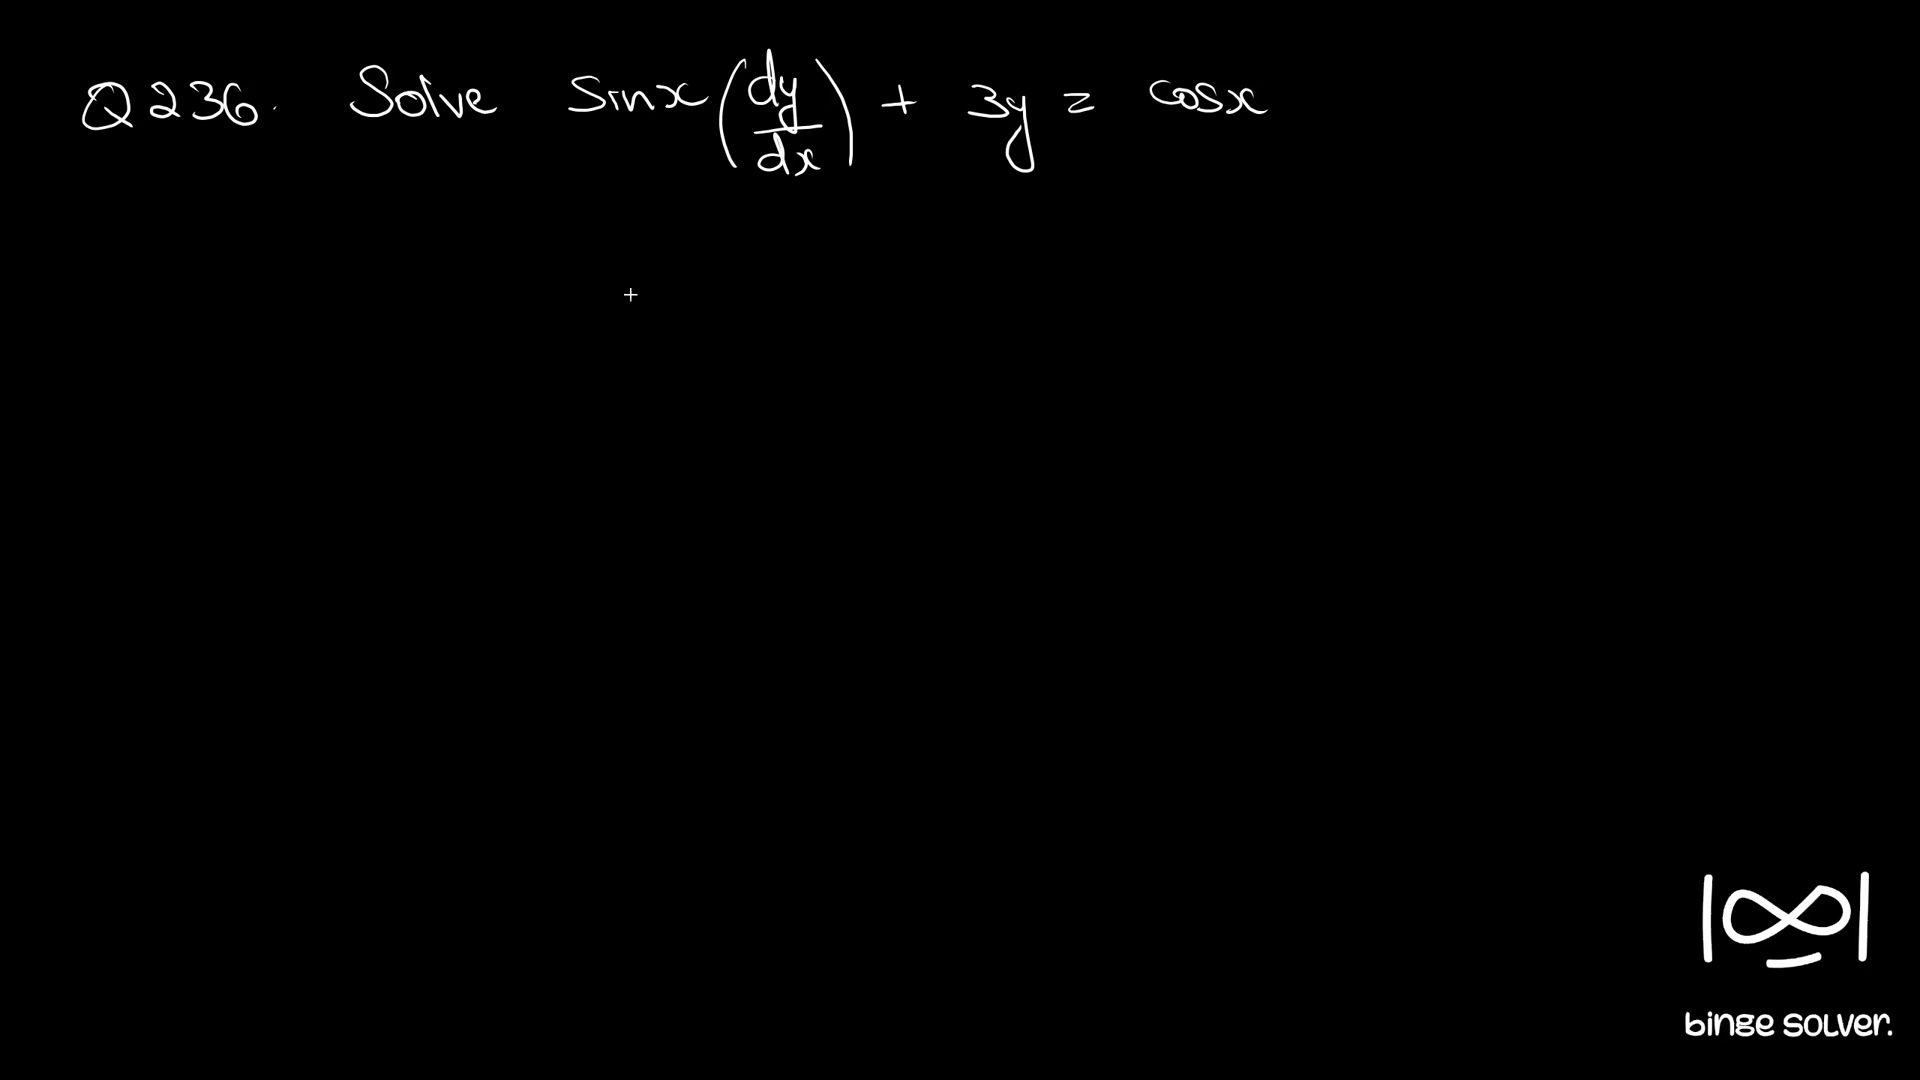 Q236. Solve sinx(dy/dx) + 3y = cosx
binge solver.